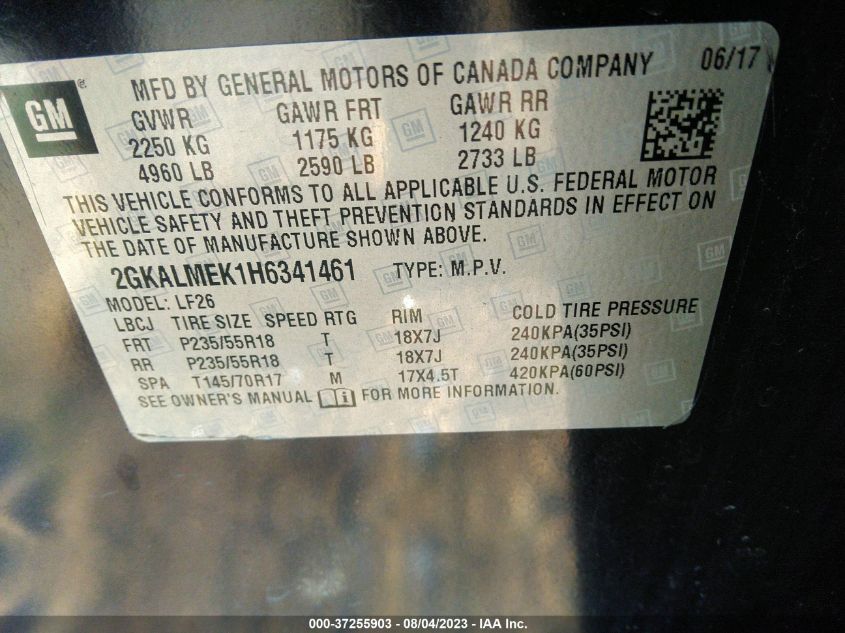 GM ® MFD BY GENERAL MOTORS OF CANADA COMPANY 06/17
GVWR GAWR FRT GAWR RR
2250 KG 1175 KG 1240 KG
4960 LB 2590 LB 2733 LB
THIS VEHICLE CONFORMS TO ALL APPLICABLE U.S. FEDERAL MOTOR
VEHICLE SAFETY AND THEFT PREVENTION STANDARDS IN EFFECT ON
THE DATE OF MANUFACTURE SHOWN ABOVE.
2GKALMEK1H6341461 TYPE: M.P.V.
MODEL: LF26
LBCJ TIRE SIZE SPEED RTG RIM COLD TIRE PRESSURE
FRT P235/55R18 T 18X7J 240KPA(35PSI)
RR P235/55R18 T 18X7J 240KPA(35PSI)
SPA T145/70R17 M 17X4.5T 420KPA(60PSI)
SEE OWNER'S MANUAL FOR MORE INFORMATION.
000-37255903 - 08/04/2023 - IAA Inc.